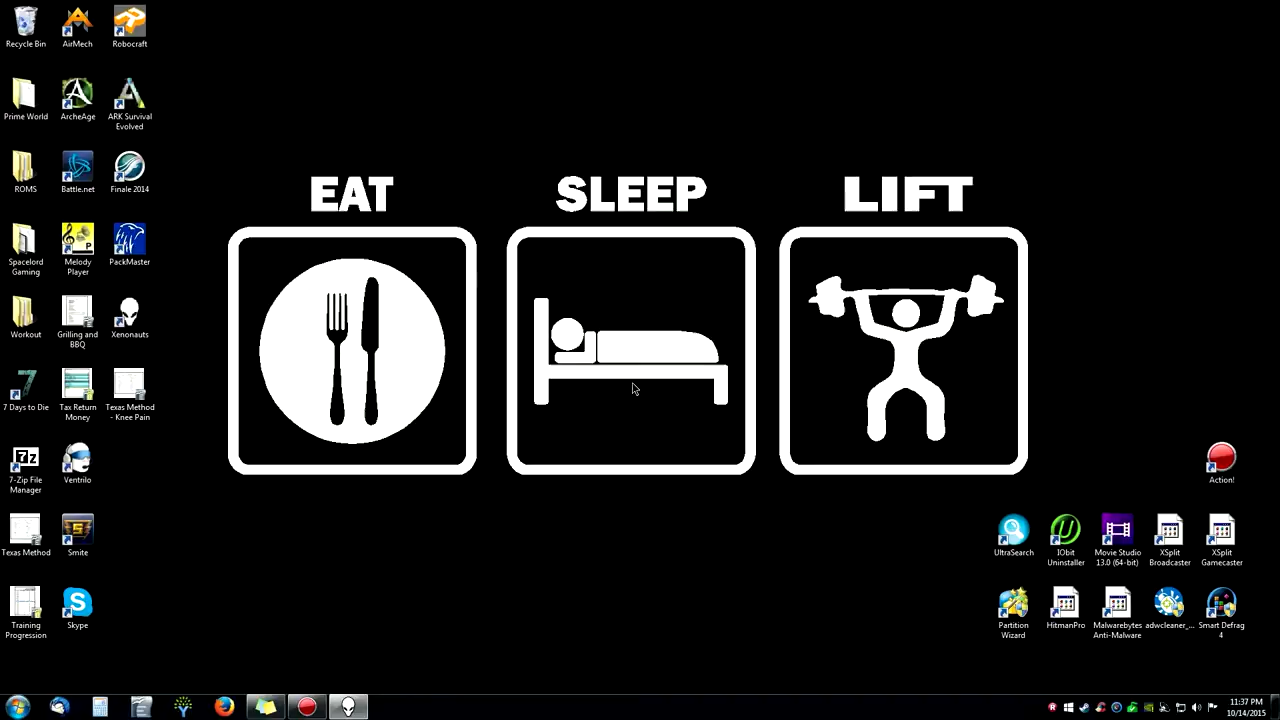 EAT
SLEEP
LIFT
Recycle Bin
AirMech
Robocraft
Prime World
ArcheAge
ARK Survival
Evolved
ROMS
Battle.net
Finale 2014
Spacelord
Gaming
Melody
Player
PackMaster
Workout
Grilling and
BBQ
Xenonauts
7 Days to Die
Tax Return
Money
Texas Method
- Knee Pain
7z
7-Zip File
Manager
Ventrilo
Texas Method
Smite
Training
Progression
Skype
Action!
UltraSearch
IObit
Uninstaller
Movie Studio
13.0 (64-bit)
XSplit
Broadcaster
XSplit
Gamecaster
Partition
Wizard
HitmanPro
Malwarebytes
Anti-Malware
adwcleaner_...
Smart Defrag
4
11:37 PM
10/14/2015